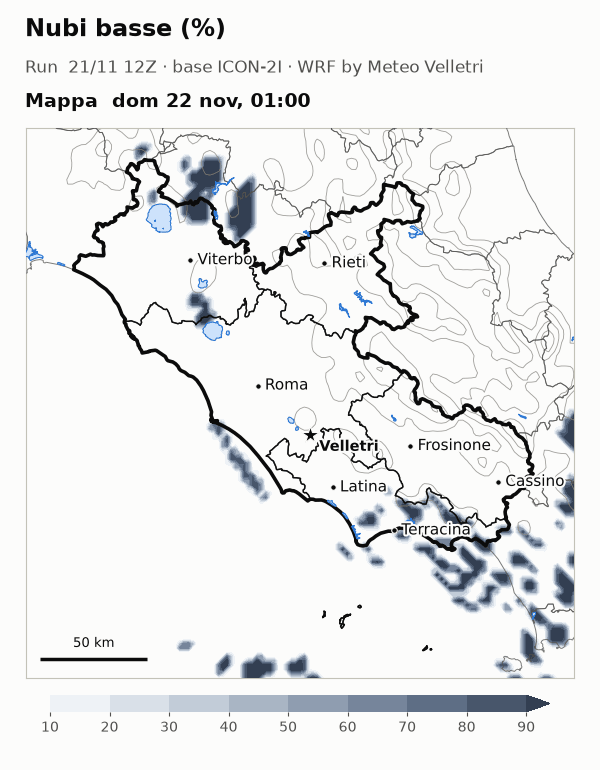 Nubi basse (%)
Run  21/11 12Z · base ICON-2I · WRF by Meteo Velletri
Mappa  dom 22 nov, 01:00
Viterbo
Rieti
Roma
Velletri
Frosinone
Latina
Cassino
Terracina
50 km
10 20 30 40 50 60 70 80 90